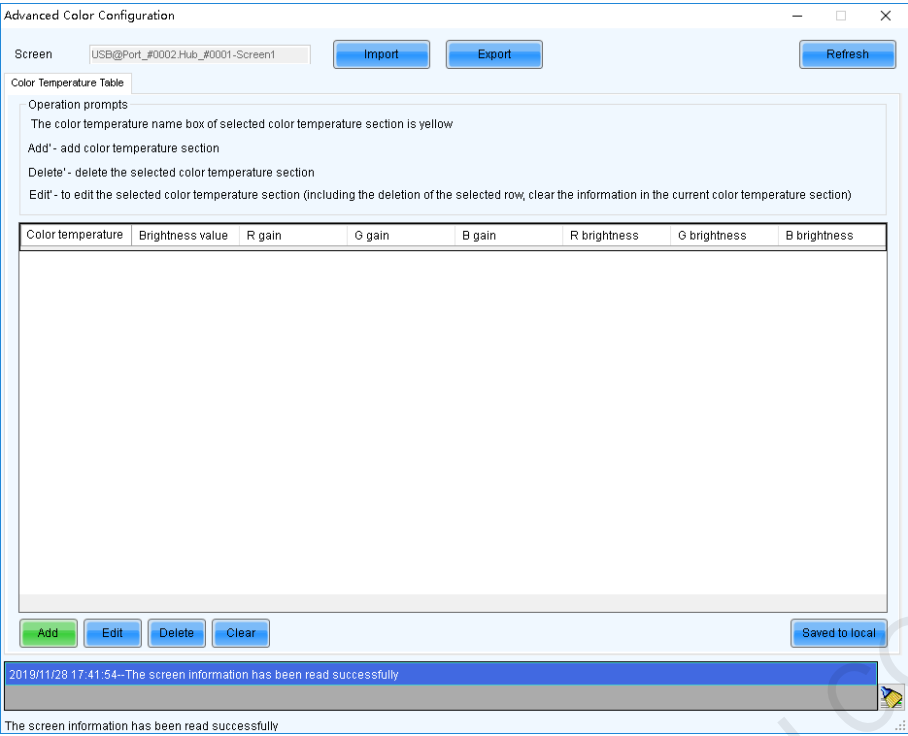 Advanced Color Configuration
Screen USB@Port_#0002.Hub_#0001-Screen1 Import Export Refresh
Color Temperature Table
Operation prompts
The color temperature name box of selected color temperature section is yellow
Add' - add color temperature section
Delete' - delete the selected color temperature section
Edit' - to edit the selected color temperature section (including the deletion of the selected row, clear the information in the current color temperature section)
Color temperature Brightness value R gain G gain B gain R brightness G brightness B brightness
Add Edit Delete Clear Saved to local
2019/11/28 17:41:54--The screen information has been read successfully
The screen information has been read successfully